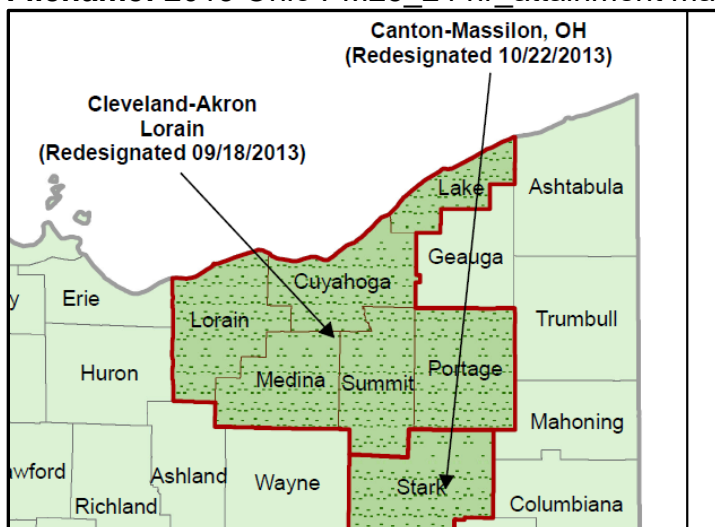 Canton-Massilon, OH
(Redesignated 10/22/2013)
Cleveland-Akron
Lorain
(Redesignated 09/18/2013)
Lake
Ashtabula
Geauga
Cuyahoga
Erie
Lorain
Trumbull
Huron
Medina
Summit
Portage
Mahoning
Ashland
Wayne
Stark
Richland
Columbiana